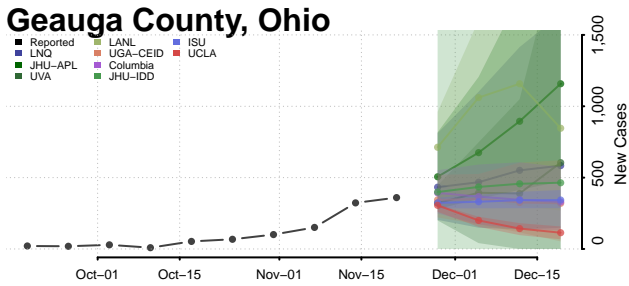 Geauga County, Ohio
Reported LANL ISU
LNQ UGA−CEID UCLA
JHU−APL Columbia
UVA JHU−IDD
1,500
1,000
500
0
New Cases
Oct−01 Oct−15 Nov−01 Nov−15 Dec−01 Dec−15